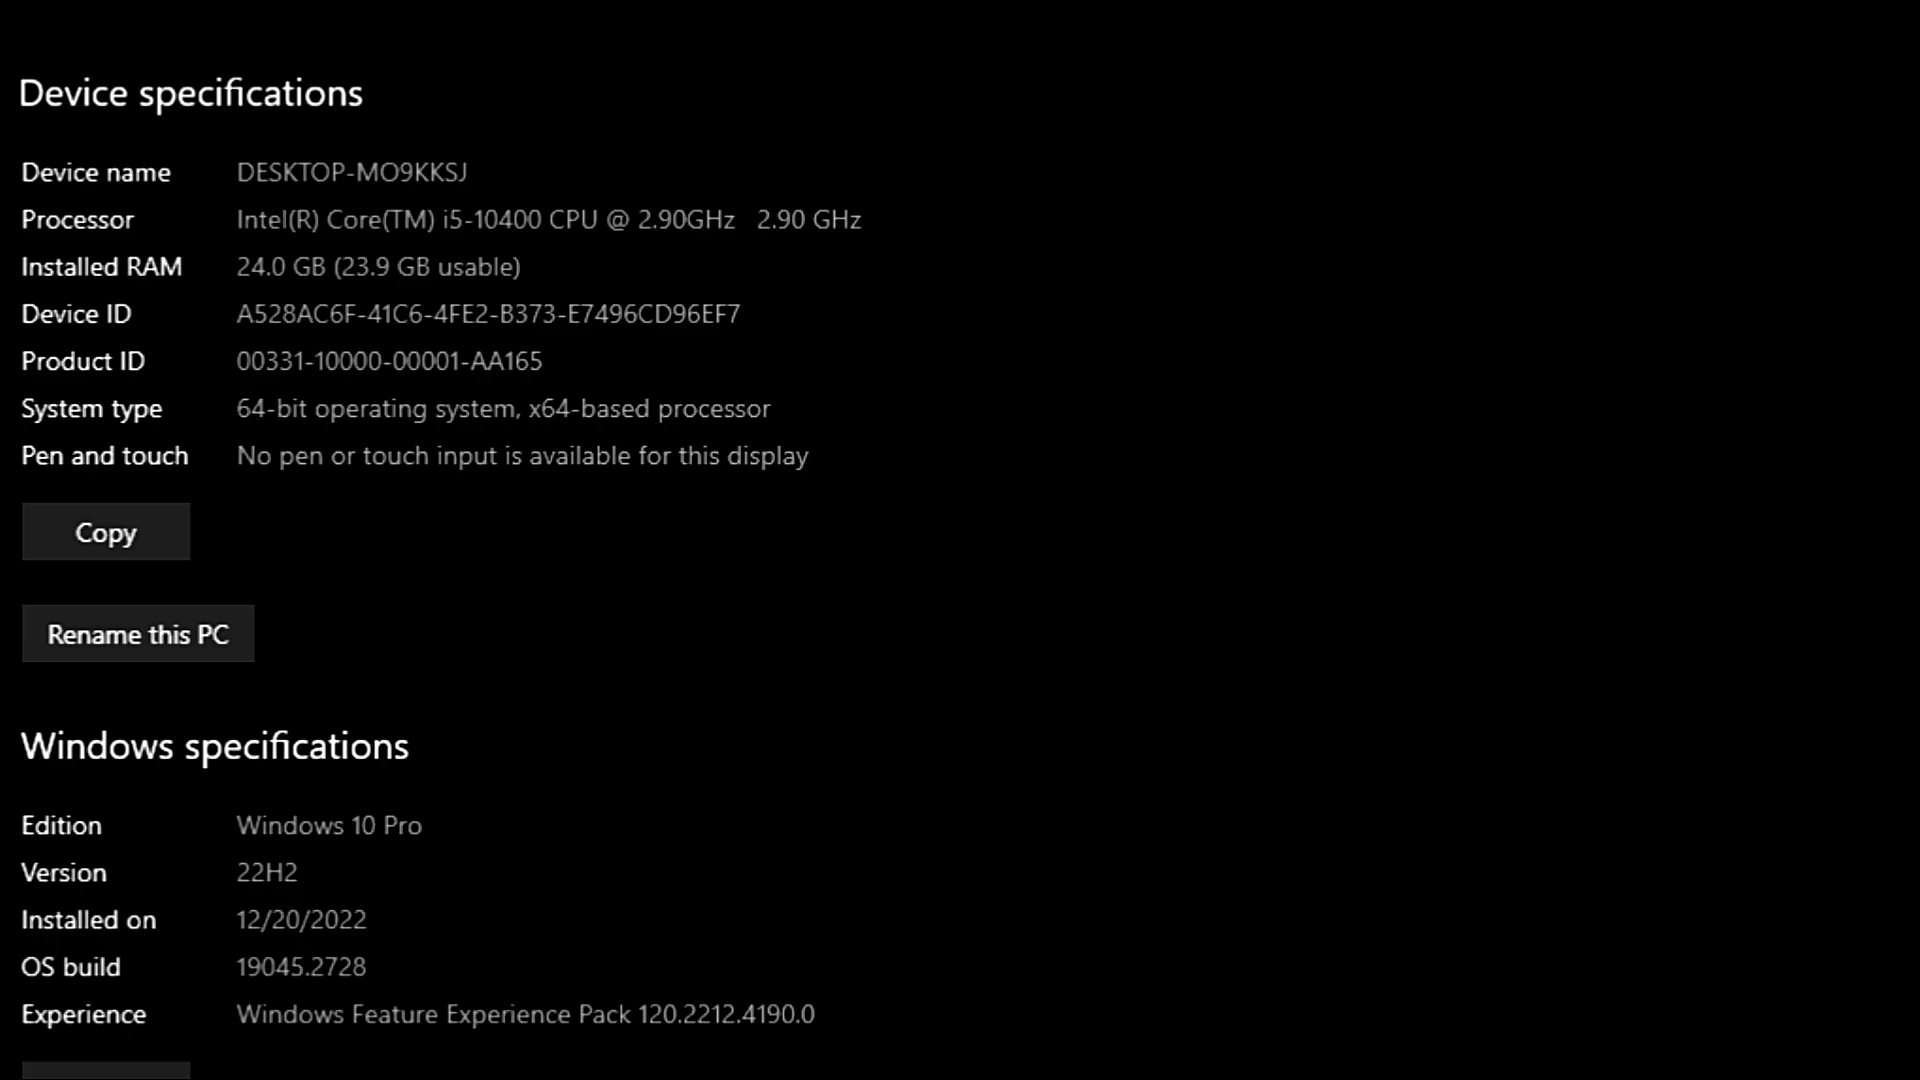 Device specifications
Device name DESKTOP-MO9KKSJ
Processor Intel(R) Core(TM) i5-10400 CPU @ 2.90GHz 2.90 GHz
Installed RAM 24.0 GB (23.9 GB usable)
Device ID A528AC6F-41C6-4FE2-B373-E7496CD96EF7
Product ID 00331-10000-00001-AA165
System type 64-bit operating system, x64-based processor
Pen and touch No pen or touch input is available for this display
Copy
Rename this PC
Windows specifications
Edition Windows 10 Pro
Version 22H2
Installed on 12/20/2022
OS build 19045.2728
Experience Windows Feature Experience Pack 120.2212.4190.0